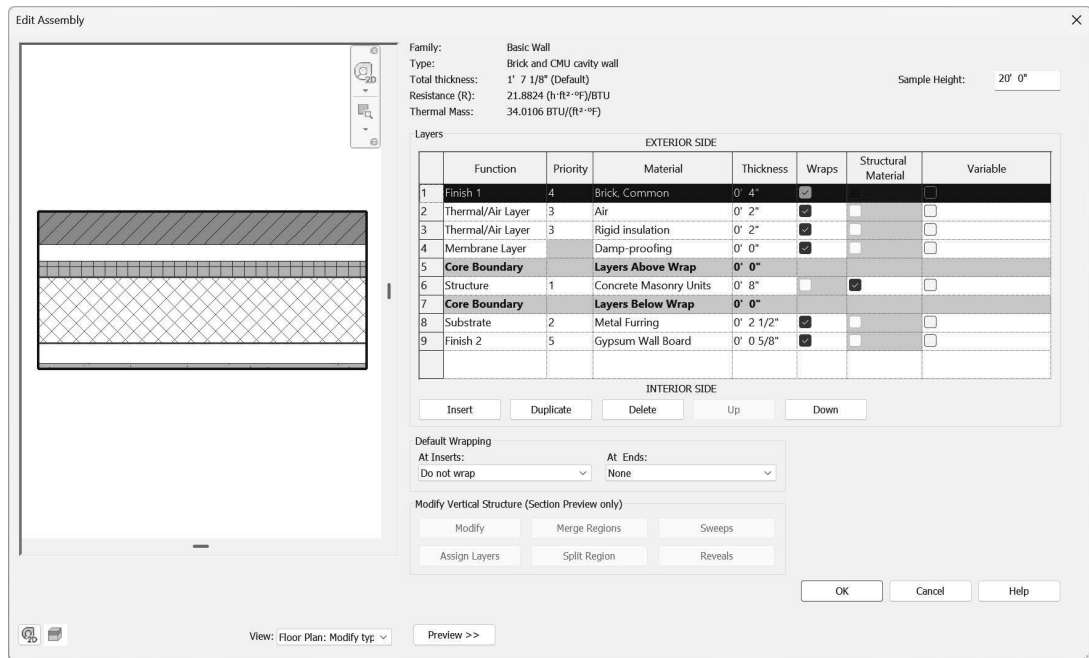 Edit Assembly
Family: Basic Wall
Type: Brick and CMU cavity wall
Total thickness: 1' 7 1/8" (Default)
Sample Height: 20' 0"
Resistance (R): 21.8824 (h·ft²·ºF)/BTU
Thermal Mass: 34.0106 BTU/(ft²·ºF)
Layers
EXTERIOR SIDE
Function Priority Material Thickness Wraps Structural Material Variable
1 Finish 1 4 Brick, Common 0' 4"
2 Thermal/Air Layer 3 Air 0' 2"
3 Thermal/Air Layer 3 Rigid insulation 0' 2"
4 Membrane Layer Damp-proofing 0' 0"
5 Core Boundary Layers Above Wrap 0' 0"
6 Structure 1 Concrete Masonry Units 0' 8"
7 Core Boundary Layers Below Wrap 0' 0"
8 Substrate 2 Metal Furring 0' 2 1/2"
9 Finish 2 5 Gypsum Wall Board 0' 0 5/8"
INTERIOR SIDE
Insert Duplicate Delete Up Down
Default Wrapping
At Inserts: At Ends:
Do not wrap None
Modify Vertical Structure (Section Preview only)
Modify Merge Regions Sweeps
Assign Layers Split Region Reveals
OK Cancel Help
View: Floor Plan: Modify typ Preview >>
2D
2D